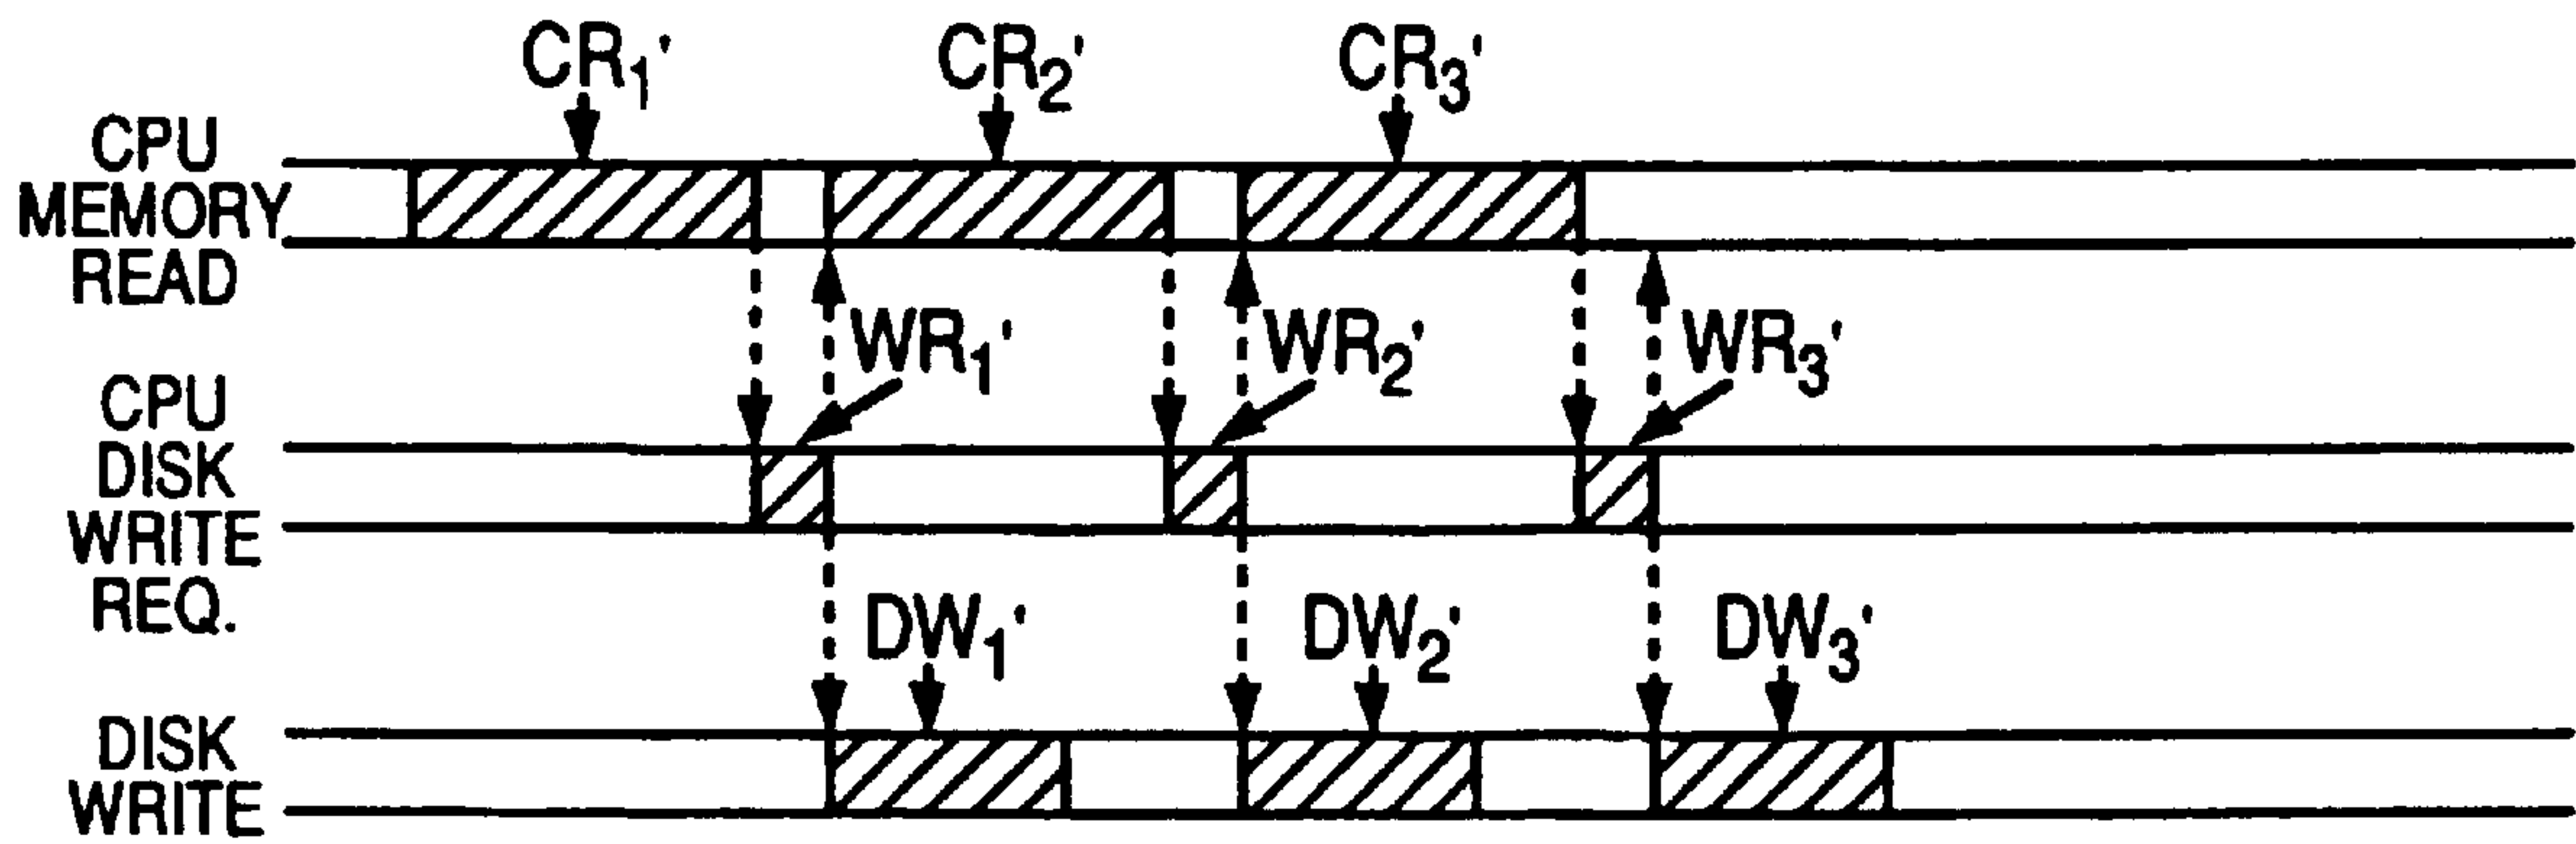 CR₁' CR₂' CR₃'
CPU
MEMORY
READ
WR₁' WR₂' WR₃'
CPU
DISK
WRITE
REQ.
DW₁' DW₂' DW₃'
DISK
WRITE